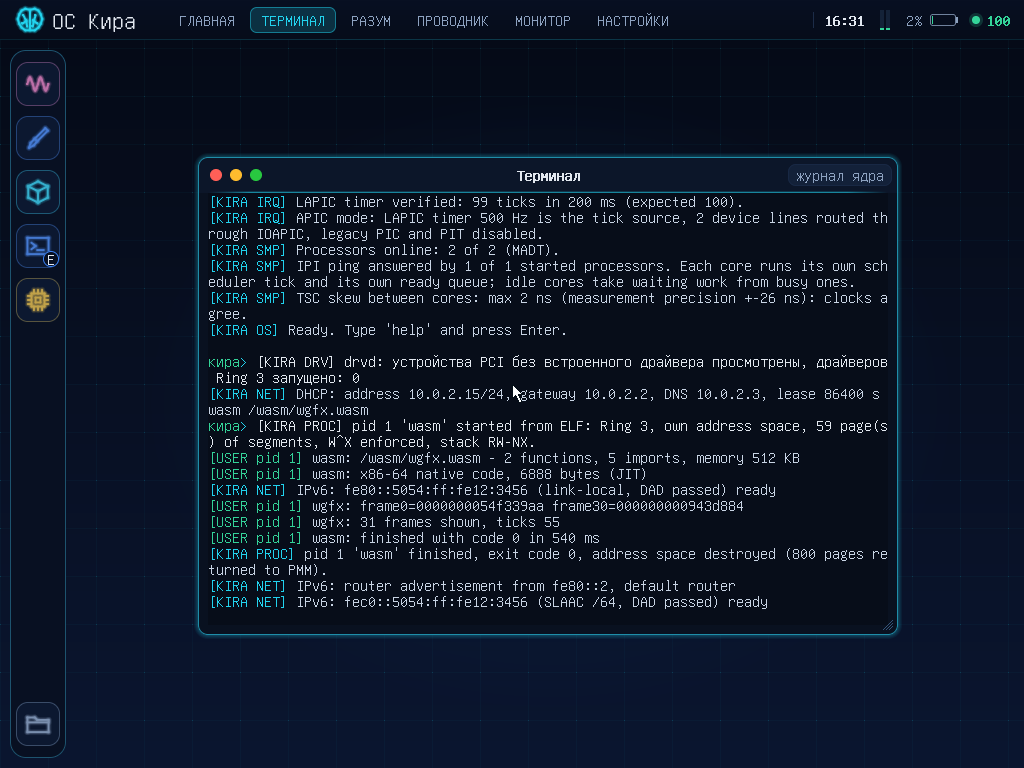 ОС Кира
ГЛАВНАЯ ТЕРМИНАЛ РАЗУМ ПРОВОДНИК МОНИТОР НАСТРОЙКИ
16:31 2% 100
E
Терминал
журнал ядра
[KIRA IRQ] LAPIC timer verified: 99 ticks in 200 ms (expected 100).
[KIRA IRQ] APIC mode: LAPIC timer 500 Hz is the tick source, 2 device lines routed th
rough IOAPIC, legacy PIC and PIT disabled.
[KIRA SMP] Processors online: 2 of 2 (MADT).
[KIRA SMP] IPI ping answered by 1 of 1 started processors. Each core runs its own sch
eduler tick and its own ready queue; idle cores take waiting work from busy ones.
[KIRA SMP] TSC skew between cores: max 2 ns (measurement precision +-26 ns): clocks a
gree.
[KIRA OS] Ready. Type 'help' and press Enter.
кира> [KIRA DRV] drvd: устройства PCI без встроенного драйвера просмотрены, драйверов
Ring 3 запущено: 0
[KIRA NET] DHCP: address 10.0.2.15/24, gateway 10.0.2.2, DNS 10.0.2.3, lease 86400 s
wasm /wasm/wgfx.wasm
кира> [KIRA PROC] pid 1 'wasm' started from ELF: Ring 3, own address space, 59 page(s
) of segments, W^X enforced, stack RW-NX.
[USER pid 1] wasm: /wasm/wgfx.wasm - 2 functions, 5 imports, memory 512 KB
[USER pid 1] wasm: x86-64 native code, 6888 bytes (JIT)
[KIRA NET] IPv6: fe80::5054:ff:fe12:3456 (link-local, DAD passed) ready
[USER pid 1] wgfx: frame0=0000000054f339aa frame30=000000000943d884
[USER pid 1] wgfx: 31 frames shown, ticks 55
[USER pid 1] wasm: finished with code 0 in 540 ms
[KIRA PROC] pid 1 'wasm' finished, exit code 0, address space destroyed (800 pages re
turned to PMM).
[KIRA NET] IPv6: router advertisement from fe80::2, default router
[KIRA NET] IPv6: fec0::5054:ff:fe12:3456 (SLAAC /64, DAD passed) ready